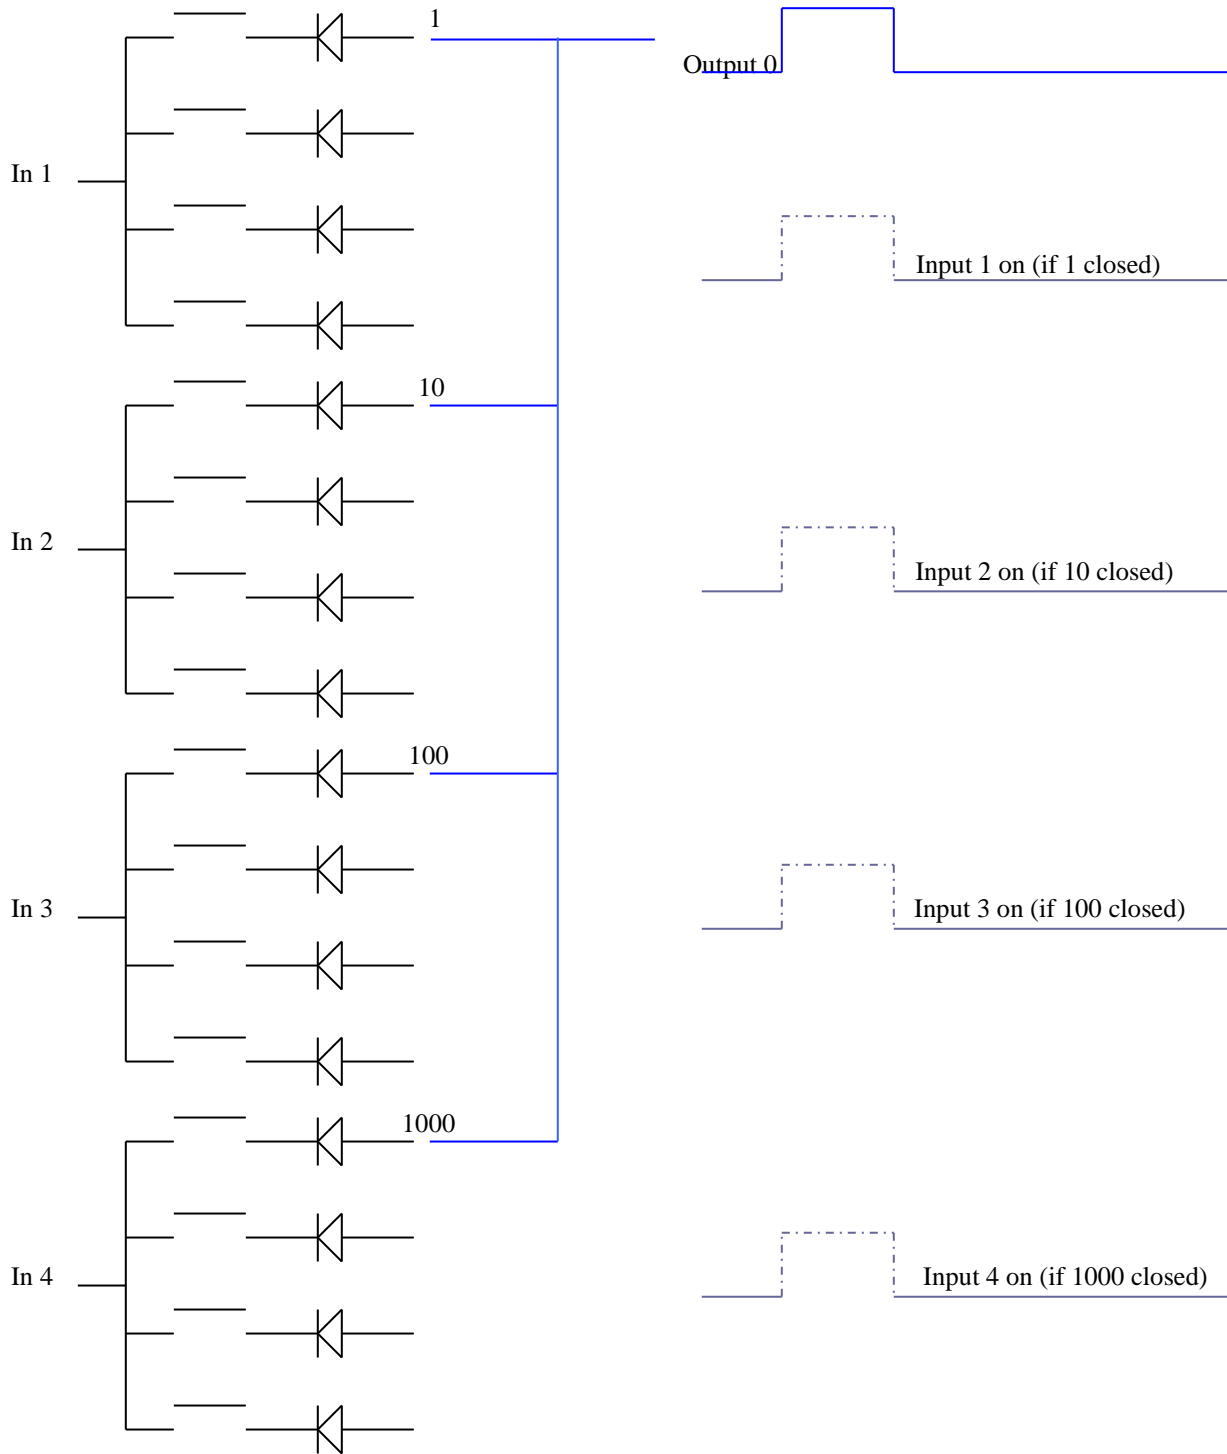 1
Output 0
In 1
Input 1 on (if 1 closed)
10
In 2
Input 2 on (if 10 closed)
100
In 3
Input 3 on (if 100 closed)
1000
In 4
Input 4 on (if 1000 closed)